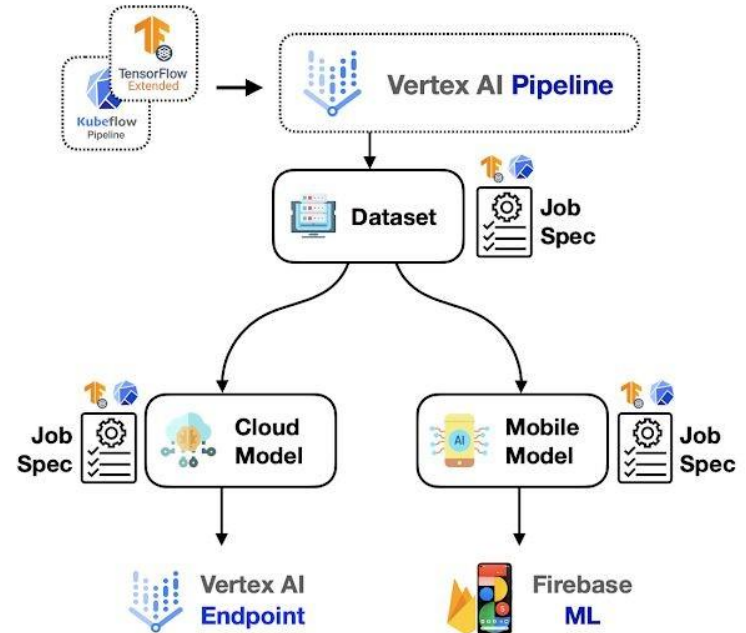 TensorFlow
Extended
Kubeflow
Pipeline
Vertex AI Pipeline
Dataset
Job
Spec
Job
Spec
Cloud
Model
Mobile
Model
AI
Job
Spec
Vertex AI
Endpoint
Firebase
ML